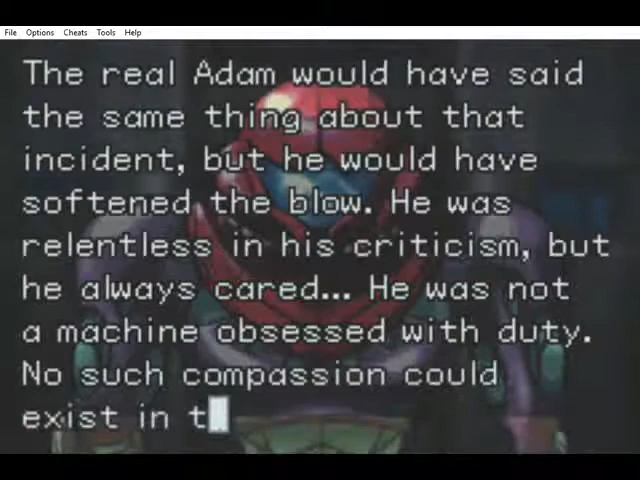 File Options Cheats Tools Help
The real Adam would have said
the same thing about that
incident, but he would have
softened the blow. He was
relentless in his criticism, but
he always cared... He was not
a machine obsessed with duty.
No such compassion could
exist in t